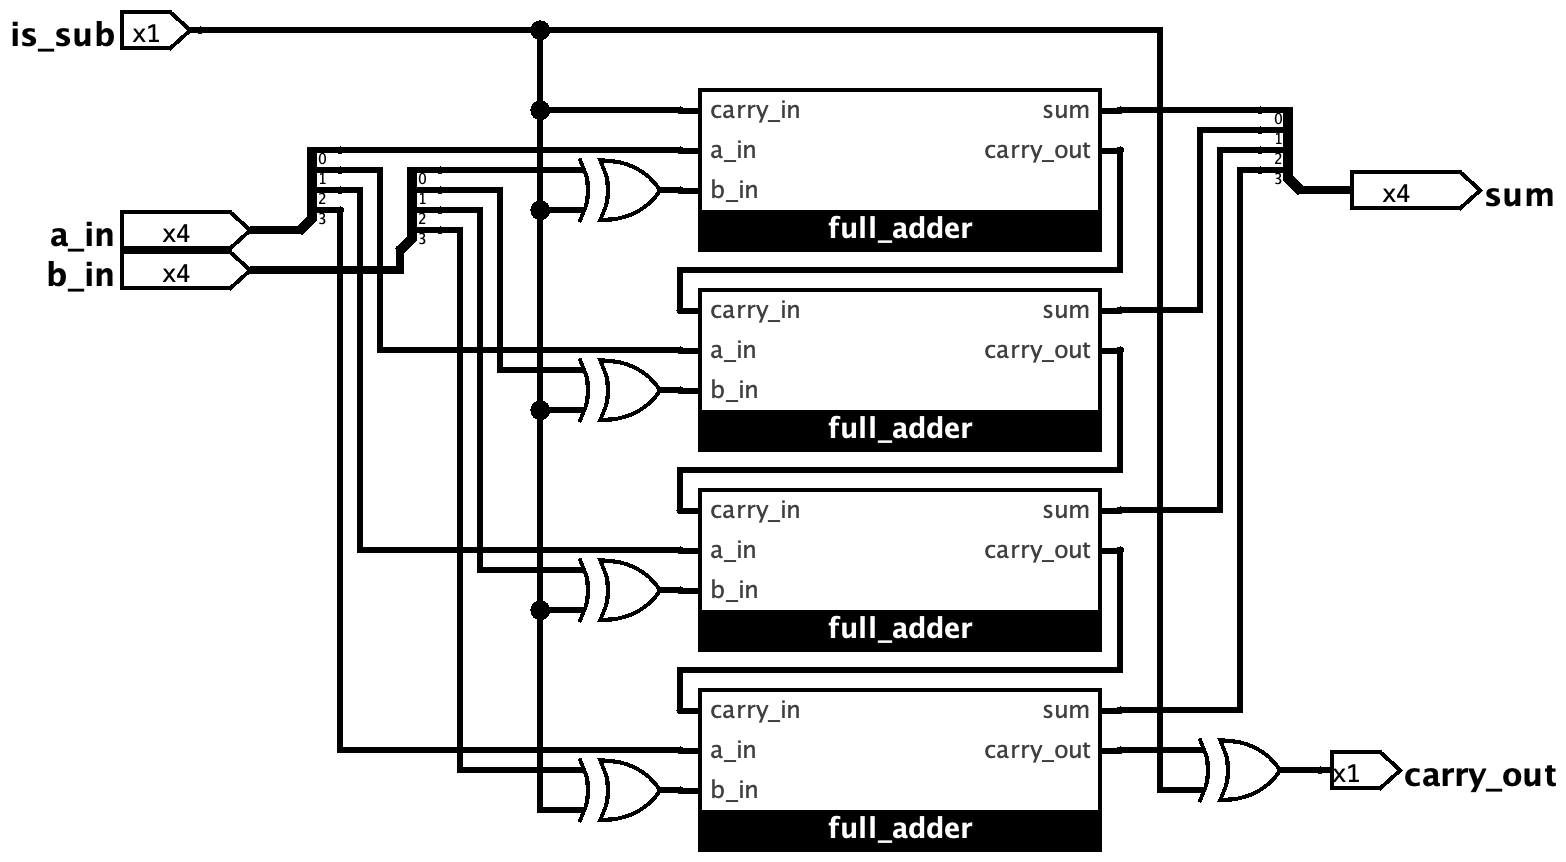 is_sub x1
carry_in sum
a_in carry_out
b_in
full_adder
0
1
2
3
0
1
2
3
0
1
2
3
a_in x4
b_in x4
x4 sum
carry_in sum
a_in carry_out
b_in
full_adder
carry_in sum
a_in carry_out
b_in
full_adder
carry_in sum
a_in carry_out
b_in
full_adder
x1 carry_out